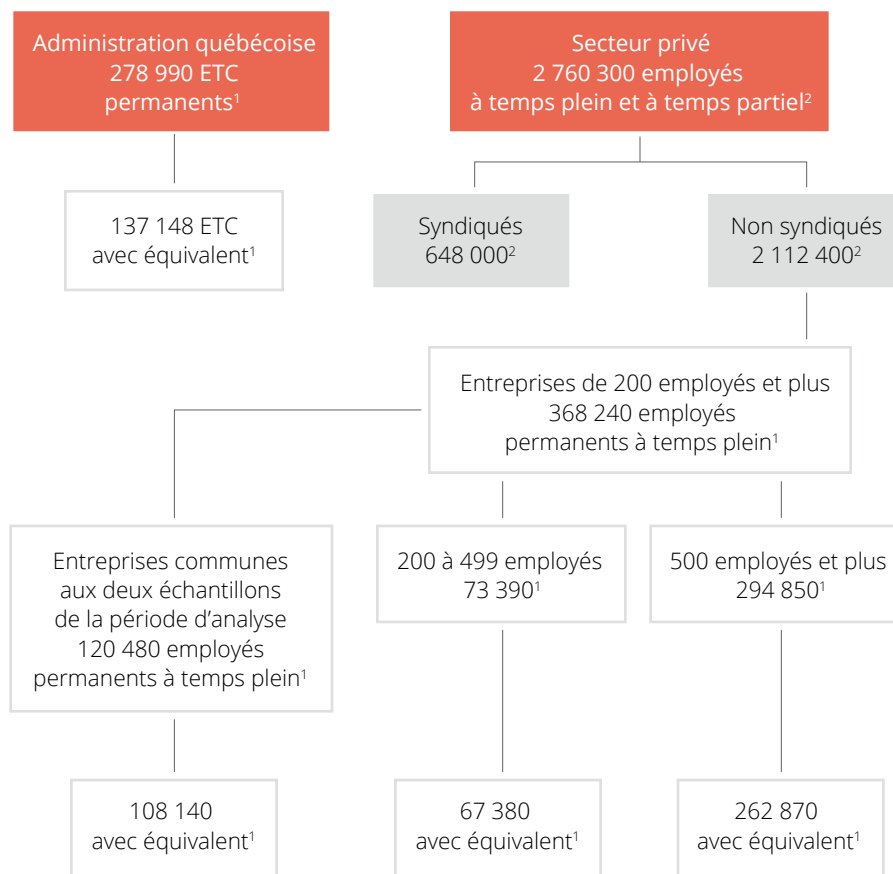 Administration québécoise
278 990 ETC
permanents¹
Secteur privé
2 760 300 employés
à temps plein et à temps partiel²
137 148 ETC
avec équivalent¹
Syndiqués
648 000²
Non syndiqués
2 112 400²
Entreprises de 200 employés et plus
368 240 employés
permanents à temps plein¹
Entreprises communes
aux deux échantillons
de la période d’analyse
120 480 employés
permanents à temps plein¹
200 à 499 employés
73 390¹
500 employés et plus
294 850¹
108 140
avec équivalent¹
67 380
avec équivalent¹
262 870
avec équivalent¹